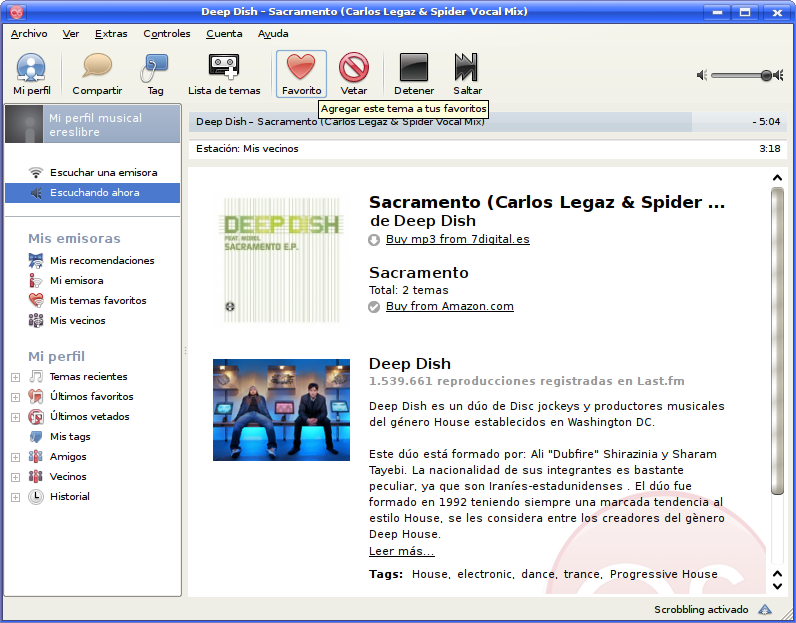 Deep Dish – Sacramento (Carlos Legaz & Spider Vocal Mix)
Archivo Ver Extras Controles Cuenta Ayuda
Mi perfil Compartir Tag Lista de temas Favorito Vetar Detener Saltar
Agregar este tema a tus favoritos
Mi perfil musical
ereslibre
Escuchar una emisora
Escuchando ahora
Mis emisoras
Mis recomendaciones
Mi emisora
Mis temas favoritos
Mis vecinos
Mi perfil
Temas recientes
Últimos favoritos
Últimos vetados
Mis tags
Amigos
Vecinos
Historial
Deep Dish – Sacramento (Carlos Legaz & Spider Vocal Mix) - 5:04
Estación: Mis vecinos 3:18
DEEP DISH
FEAT. MOREL
SACRAMENTO E.P.
Sacramento (Carlos Legaz & Spider ...
de Deep Dish
Buy mp3 from 7digital.es
Sacramento
Total: 2 temas
Buy from Amazon.com
Deep Dish
1.539.661 reproducciones registradas en Last.fm
Deep Dish es un dúo de Disc jockeys y productores musicales
del género House establecidos en Washington DC.
Este dúo está formado por: Ali "Dubfire" Shirazinia y Sharam
Tayebi. La nacionalidad de sus integrantes es bastante
peculiar, ya que son Iraníes-estadunidenses . El dúo fue
formado en 1992 teniendo siempre una marcada tendencia al
estilo House, se les considera entre los creadores del gènero
Deep House.
Leer más...
Tags: House, electronic, dance, trance, Progressive House
Scrobbling activado